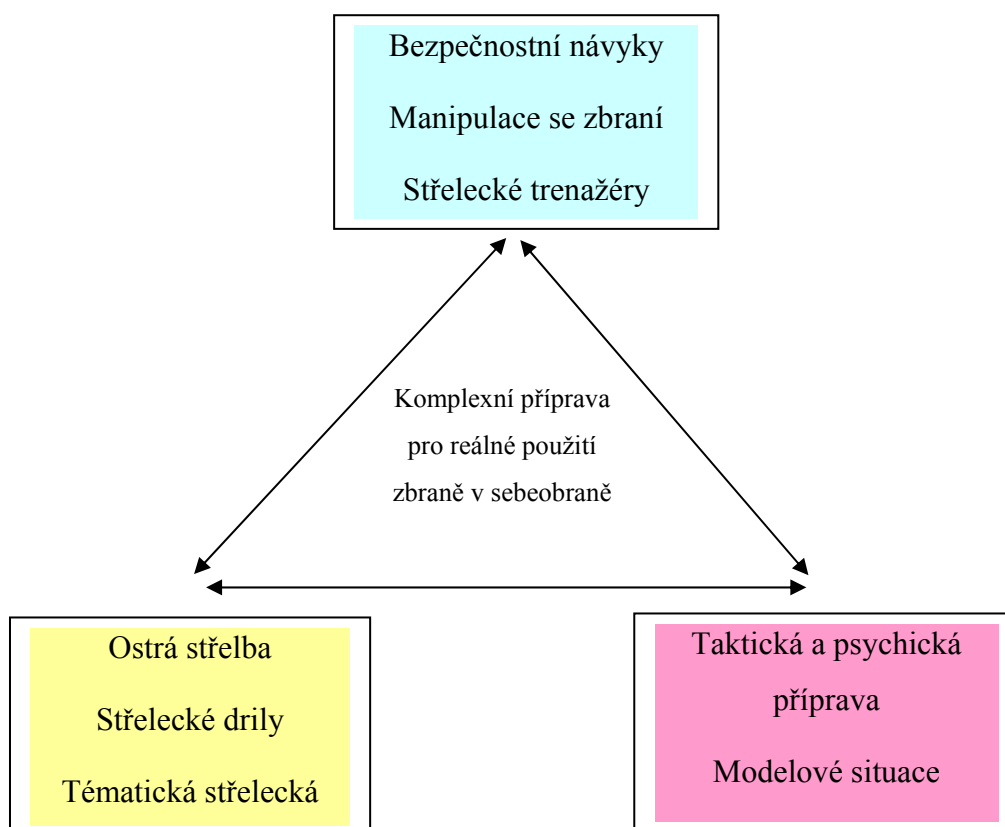 Bezpečnostní návyky
Manipulace se zbraní
Střelecké trenažéry
Komplexní příprava
pro reálné použití
zbraně v sebeobraně
Ostrá střelba
Střelecké drily
Tématická střelecká
Taktická a psychická
příprava
Modelové situace